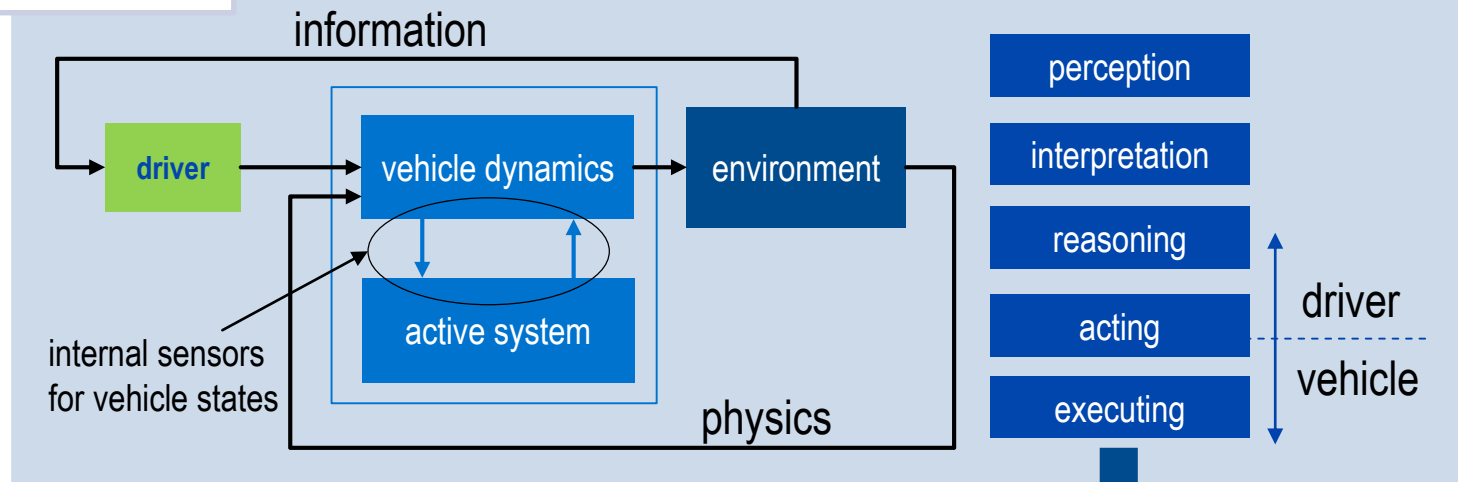 information
driver
vehicle dynamics
environment
active system
internal sensors
for vehicle states
physics
perception
interpretation
reasoning
acting
executing
driver
vehicle